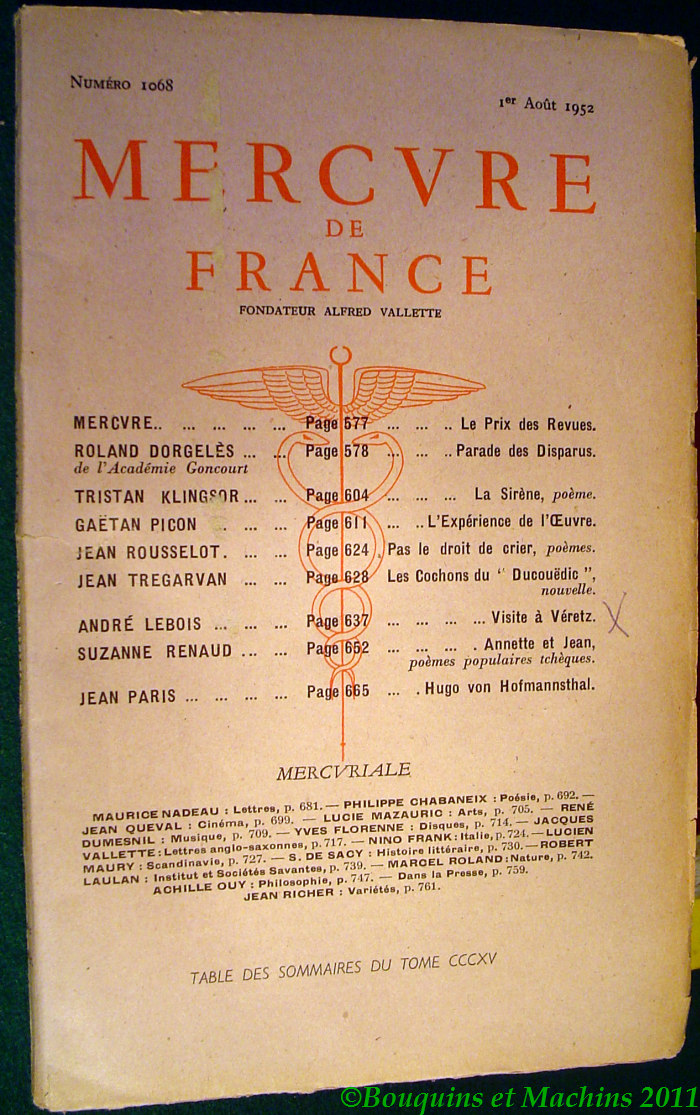 Numéro 1068
1er Août 1952
MERCVRE
DE
FRANCE
FONDATEUR ALFRED VALLETTE
MERCVRE.. ... ... ... ... Page 577 ... ... .. Le Prix des Revues.
ROLAND DORGELÈS ... ... Page 578 ... ... .. Parade des Disparus.
de l'Académie Goncourt
TRISTAN KLINGSOR ... ... Page 604 ... ... ... La Sirène, poème.
GAËTAN PICON . ... ... Page 611 ... .. L'Expérience de l'Œuvre.
JEAN ROUSSELOT. ... ... Page 624 . Pas le droit de crier, poèmes.
JEAN TREGARVAN ... ... Page 628 Les Cochons du " Ducouëdic ",
nouvelle.
ANDRÉ LEBOIS ... ... ... Page 637 ... ... ... ... Visite à Véretz. X
SUZANNE RENAUD ... ... Page 652 ... ... ... . Annette et Jean,
poèmes populaires tchèques.
JEAN PARIS ... ... ... ... Page 665 ... . Hugo von Hofmannsthal.
MERCVRIALE
MAURICE NADEAU : Lettres, p. 681. — PHILIPPE CHABANEIX : Poésie, p. 692. —
JEAN QUEVAL : Cinéma, p. 699. — LUCIE MAZAURIC : Arts, p. 705. — RENÉ
DUMESNIL : Musique, p. 709. — YVES FLORENNE : Disques, p. 714. — JACQUES
VALLETTE : Lettres anglo-saxonnes, p. 717. — NINO FRANK : Italie, p. 724. — LUCIEN
MAURY : Scandinavie, p. 727. — S. DE SACY : Histoire littéraire, p. 730. — ROBERT
LAULAN : Institut et Sociétés Savantes, p. 739. — MARCEL ROLAND : Nature, p. 742.
ACHILLE OUY : Philosophie, p. 747. — Dans la Presse, p. 759.
JEAN RICHER : Variétés, p. 761.
TABLE DES SOMMAIRES DU TOME CCCXV
©Bouquins et Machins 2011